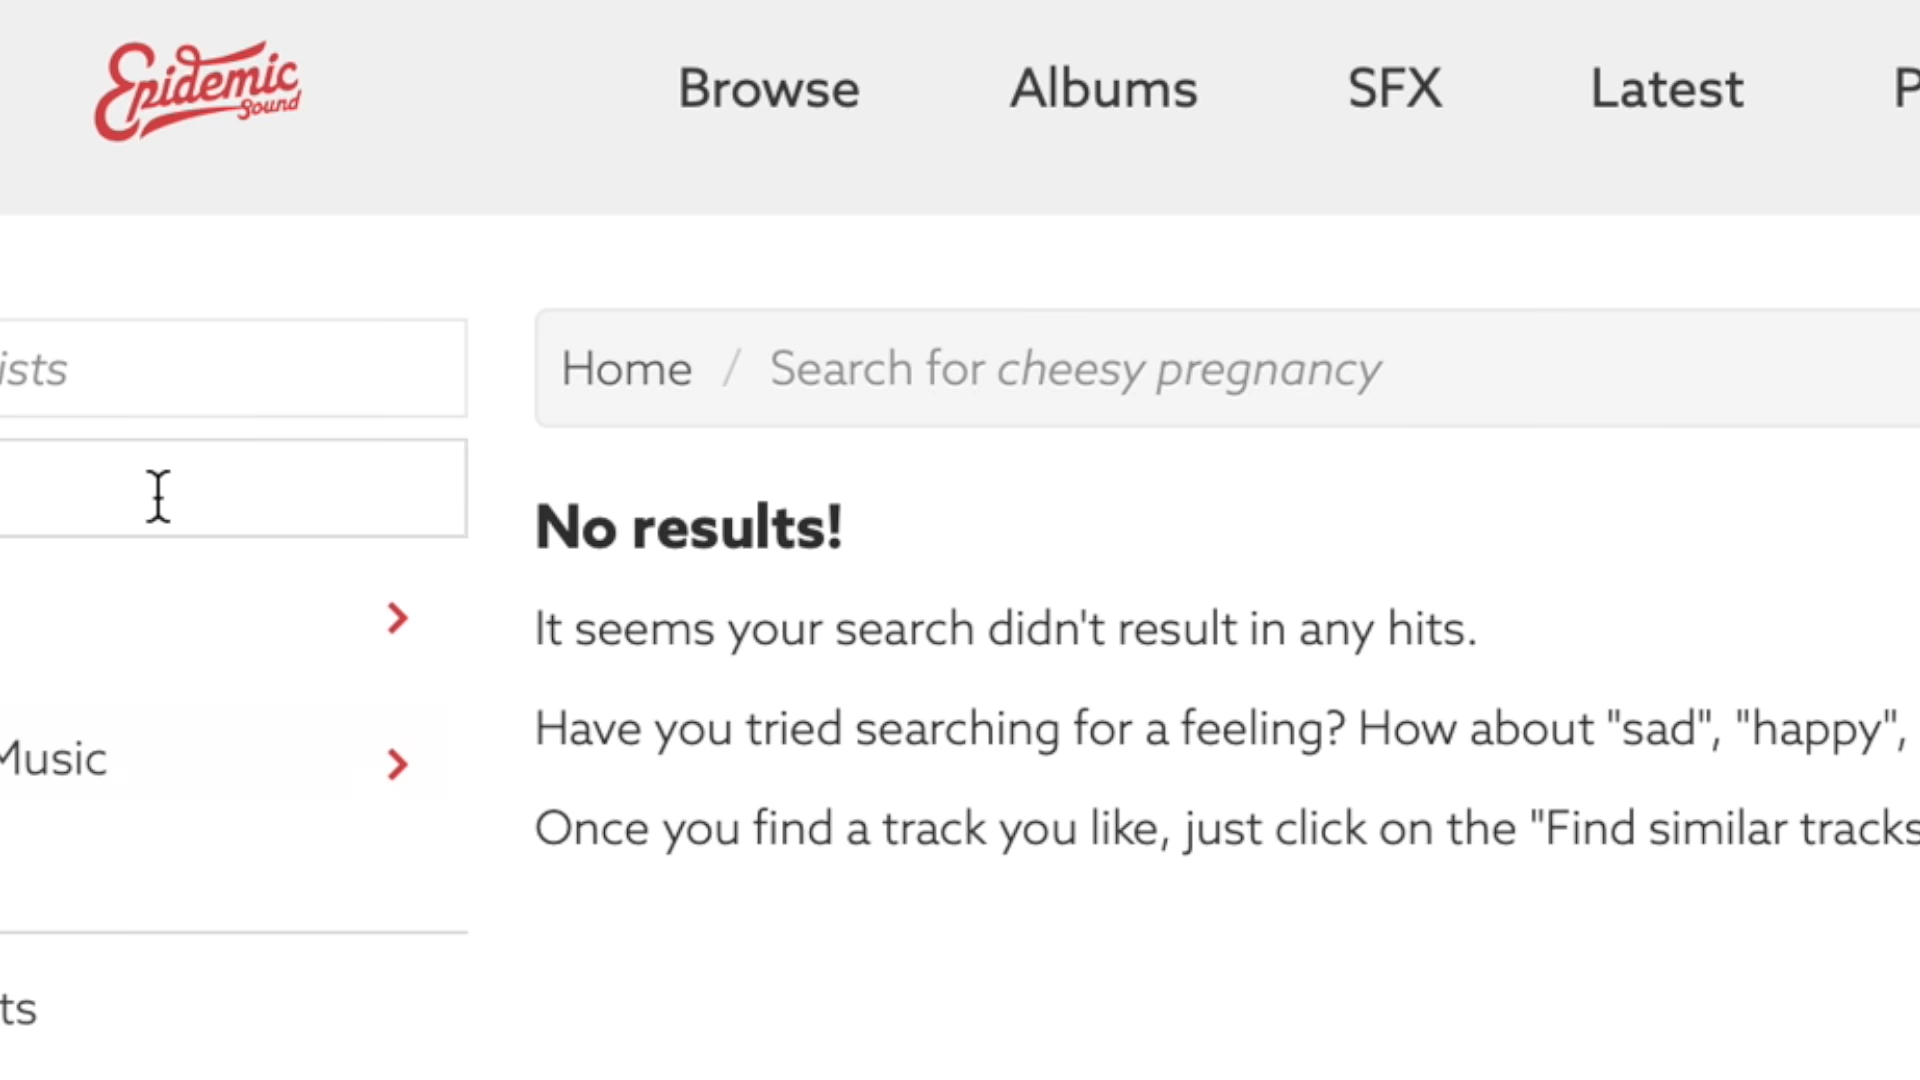 Epidemic Sound
Browse Albums SFX Latest P
ists
Home / Search for cheesy pregnancy
No results!
It seems your search didn't result in any hits.
Music
Have you tried searching for a feeling? How about "sad", "happy",
Once you find a track you like, just click on the "Find similar tracks
ts